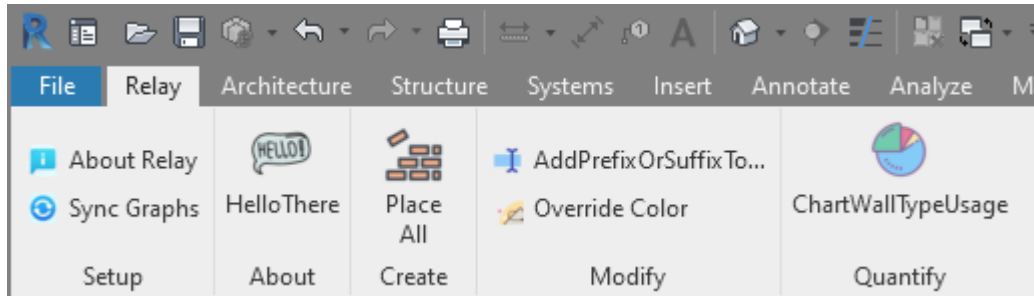 File Relay Architecture Structure Systems Insert Annotate Analyze M
HELLO!
About Relay
Sync Graphs
HelloThere
Place
All
AddPrefixOrSuffixTo...
Override Color
ChartWallTypeUsage
Setup About Create Modify Quantify